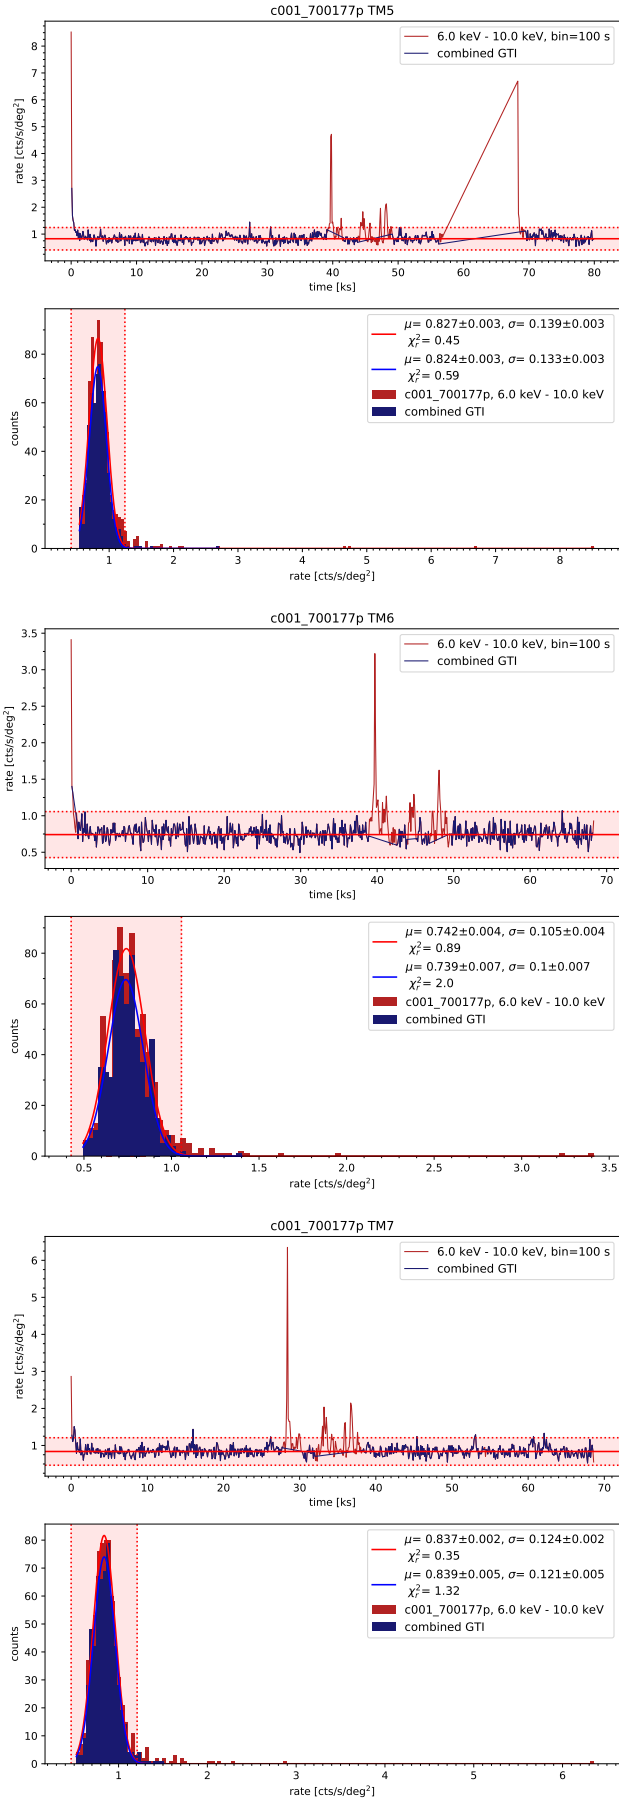 c001_700177p TM5
rate [cts/s/deg²]
8
7
6
5
4
3
2
1
6.0 keV - 10.0 keV, bin=100 s
combined GTI
0 10 20 30 40 50 60 70 80
time [ks]
counts
80
60
40
20
0
μ= 0.827±0.003, σ= 0.139±0.003
χ²ᵣ= 0.45
μ= 0.824±0.003, σ= 0.133±0.003
χ²ᵣ= 0.59
c001_700177p, 6.0 keV - 10.0 keV
combined GTI
1 2 3 4 5 6 7 8
rate [cts/s/deg²]
c001_700177p TM6
rate [cts/s/deg²]
3.5
3.0
2.5
2.0
1.5
1.0
0.5
6.0 keV - 10.0 keV, bin=100 s
combined GTI
0 10 20 30 40 50 60 70
time [ks]
counts
80
60
40
20
0
μ= 0.742±0.004, σ= 0.105±0.004
χ²ᵣ= 0.89
μ= 0.739±0.007, σ= 0.1±0.007
χ²ᵣ= 2.0
c001_700177p, 6.0 keV - 10.0 keV
combined GTI
0.5 1.0 1.5 2.0 2.5 3.0 3.5
rate [cts/s/deg²]
c001_700177p TM7
rate [cts/s/deg²]
6
5
4
3
2
1
6.0 keV - 10.0 keV, bin=100 s
combined GTI
0 10 20 30 40 50 60 70
time [ks]
counts
80
70
60
50
40
30
20
10
0
μ= 0.837±0.002, σ= 0.124±0.002
χ²ᵣ= 0.35
μ= 0.839±0.005, σ= 0.121±0.005
χ²ᵣ= 1.32
c001_700177p, 6.0 keV - 10.0 keV
combined GTI
1 2 3 4 5 6
rate [cts/s/deg²]